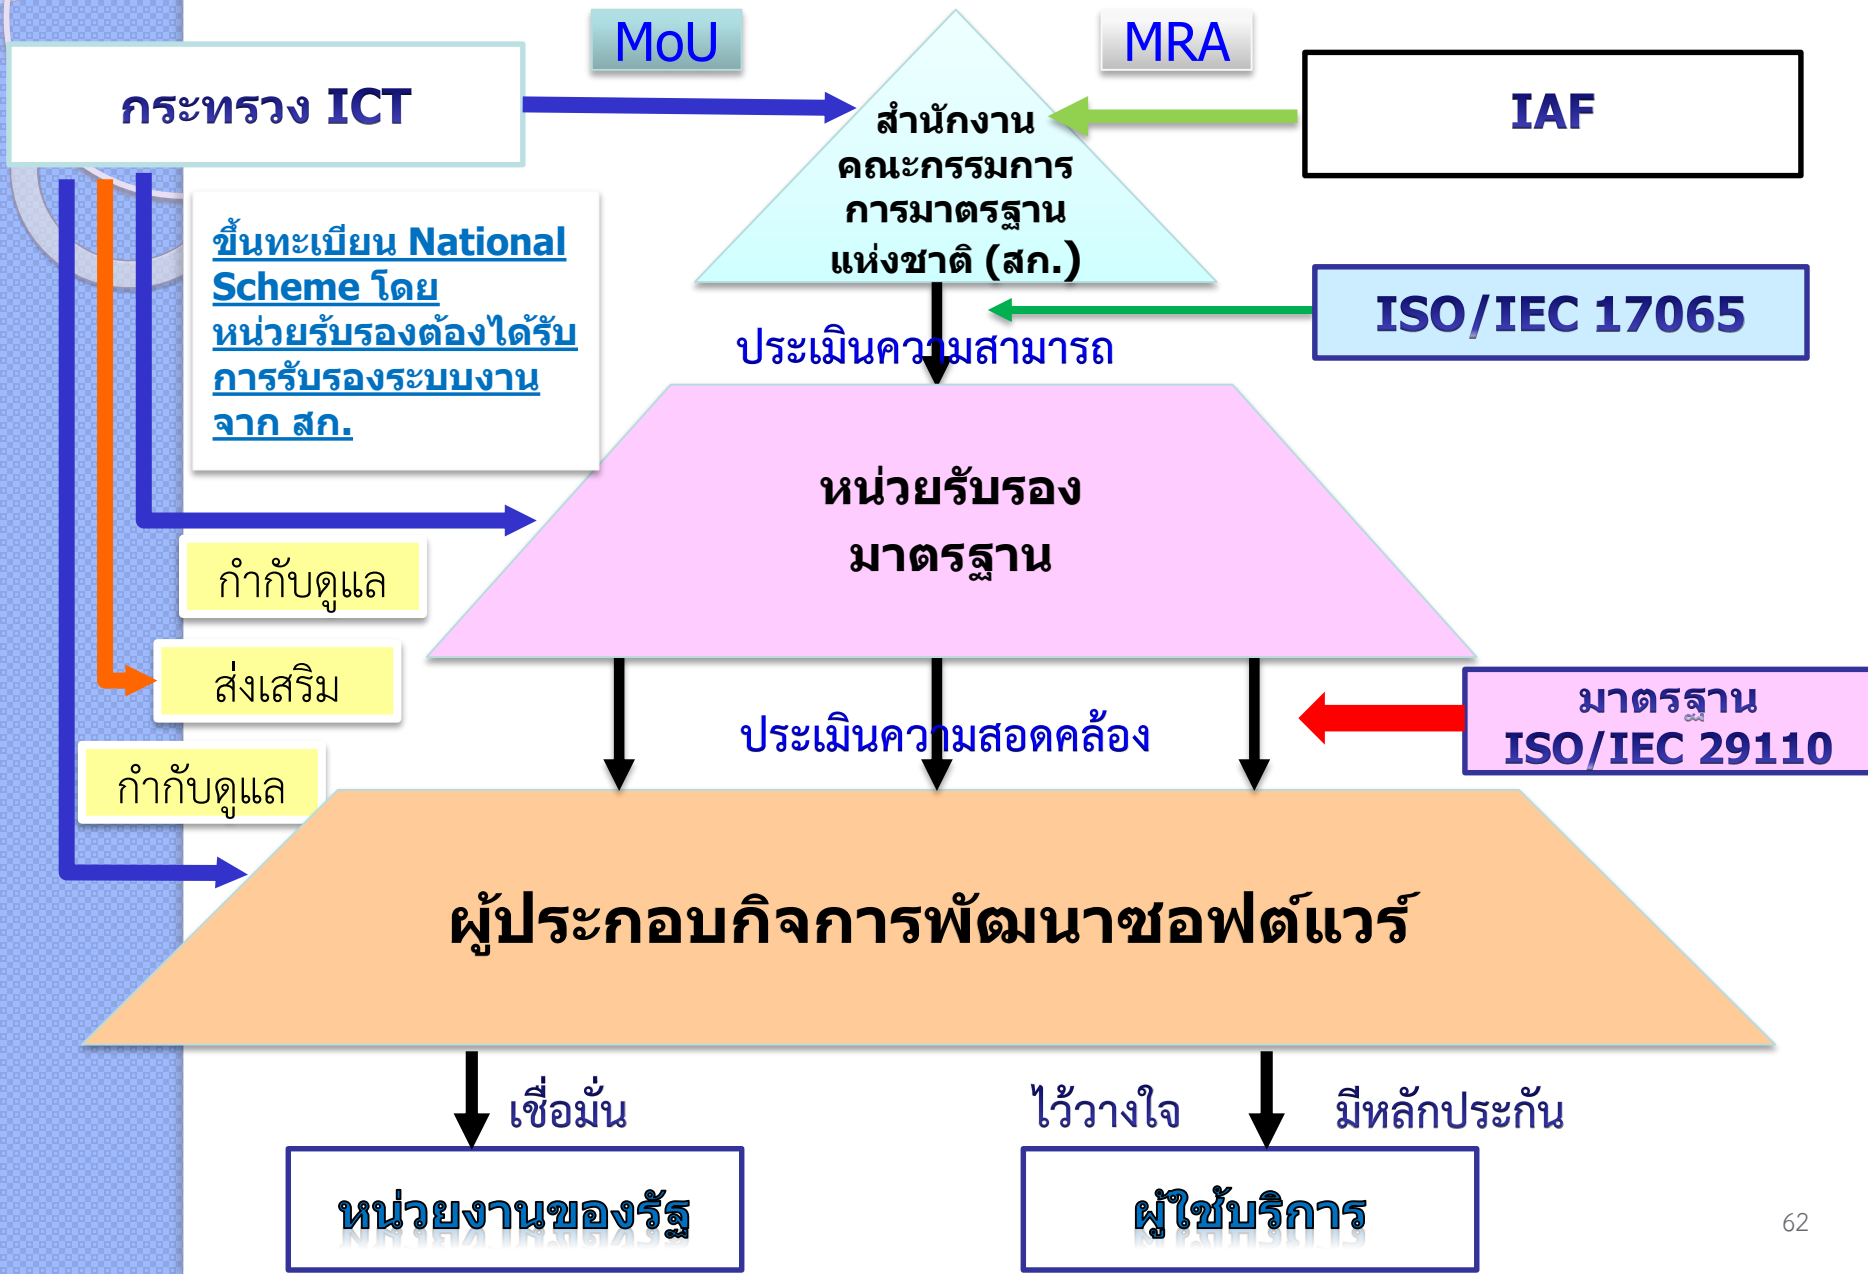 MoU
MRA
กระทรวง ICT
IAF
สำนักงาน
คณะกรรมการ
การมาตรฐาน
แห่งชาติ (สก.)
ขึ้นทะเบียน National
Scheme โดย
หน่วยรับรองต้องได้รับ
การรับรองระบบงาน
จาก สก.
ISO/IEC 17065
ประเมินความสามารถ
หน่วยรับรอง
มาตรฐาน
กำกับดูแล
ส่งเสริม
มาตรฐาน
ISO/IEC 29110
ประเมินความสอดคล้อง
กำกับดูแล
ผู้ประกอบกิจการพัฒนาซอฟต์แวร์
เชื่อมั่น
ไว้วางใจ
มีหลักประกัน
หน่วยงานของรัฐ
ผู้ใช้บริการ
62